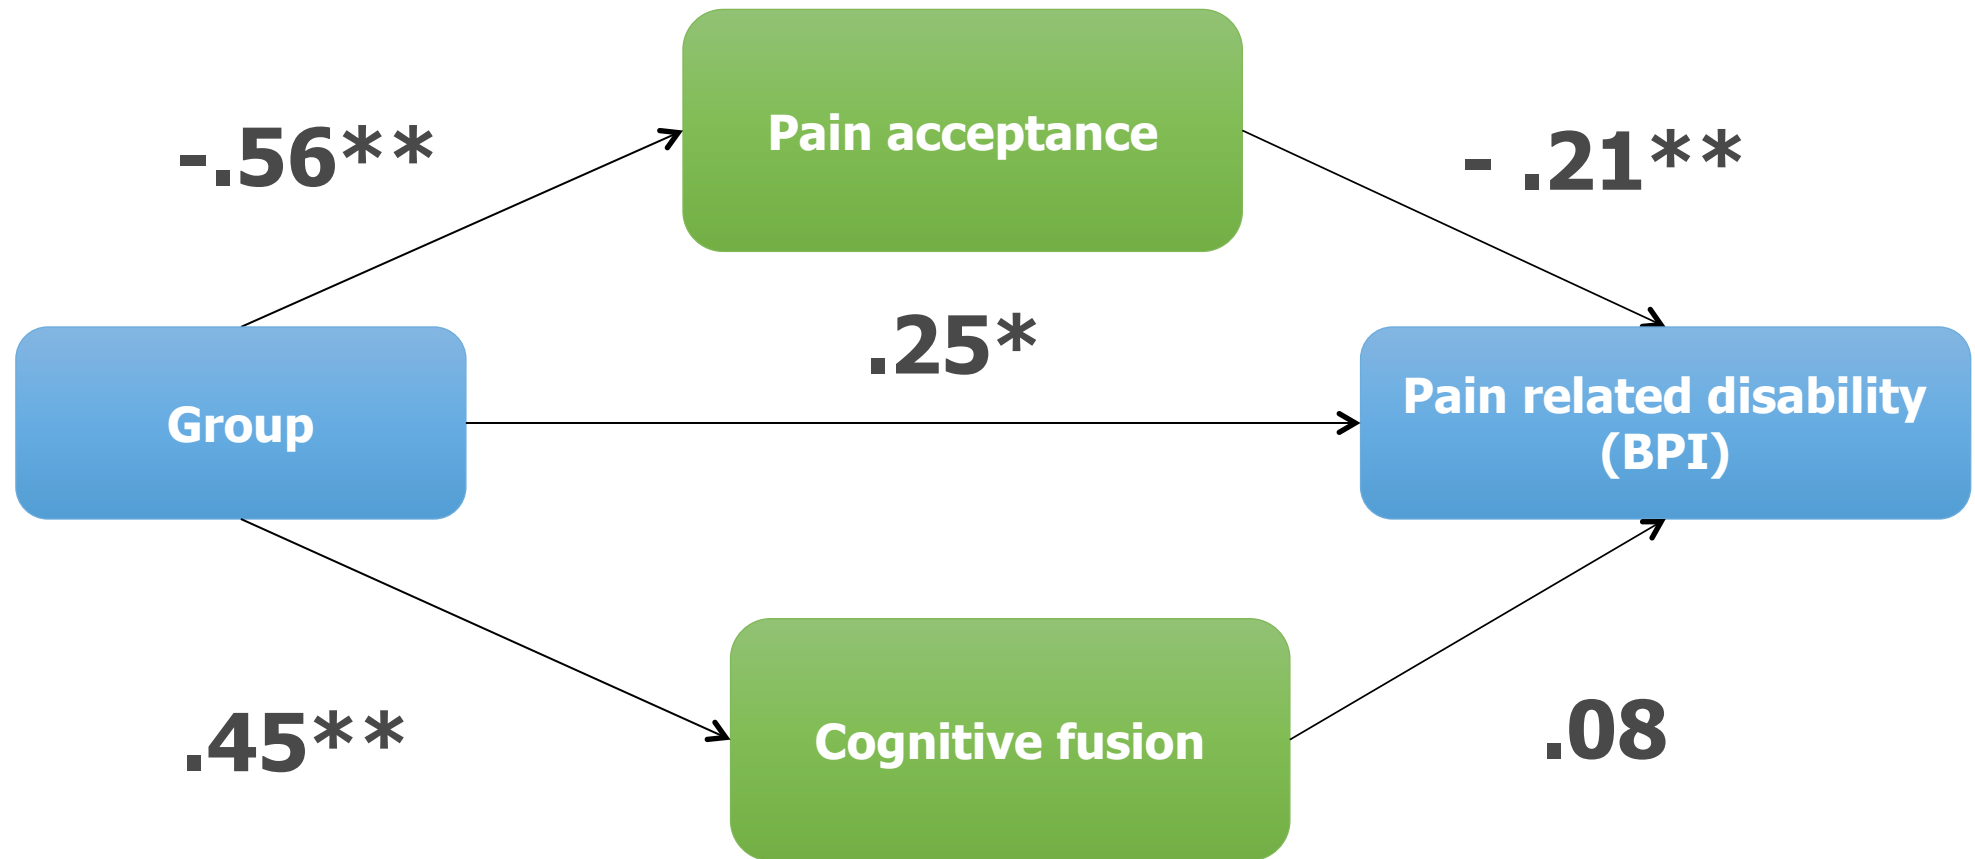 Pain acceptance
-.56**
- .21**
.25*
Group
Pain related disability
(BPI)
.45**
Cognitive fusion
.08